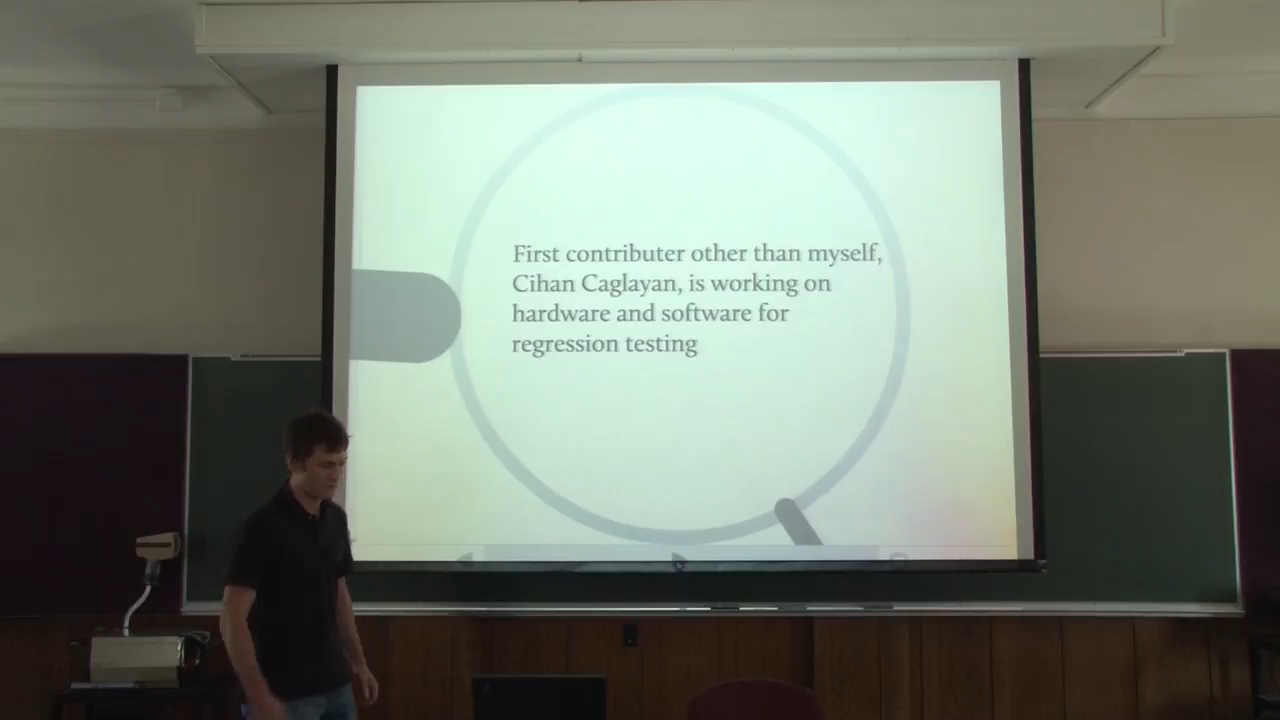 First contributer other than myself,
Cihan Caglayan, is working on
hardware and software for
regression testing